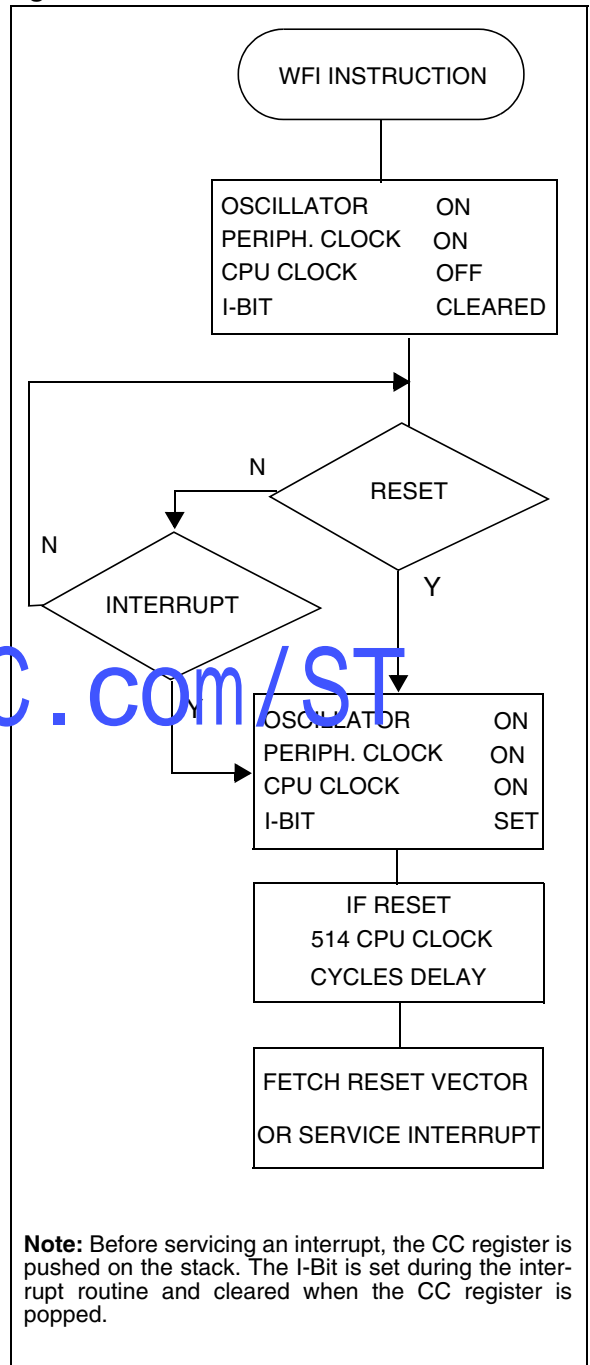 WFI INSTRUCTION
OSCILLATOR ON
PERIPH. CLOCK ON
CPU CLOCK OFF
I-BIT CLEARED
RESET
N
Y
INTERRUPT
N
Y
C.com/ST
OSCILLATOR ON
PERIPH. CLOCK ON
CPU CLOCK ON
I-BIT SET
IF RESET
514 CPU CLOCK
CYCLES DELAY
FETCH RESET VECTOR
OR SERVICE INTERRUPT
Note: Before servicing an interrupt, the CC register is
pushed on the stack. The I-Bit is set during the inter-
rupt routine and cleared when the CC register is
popped.